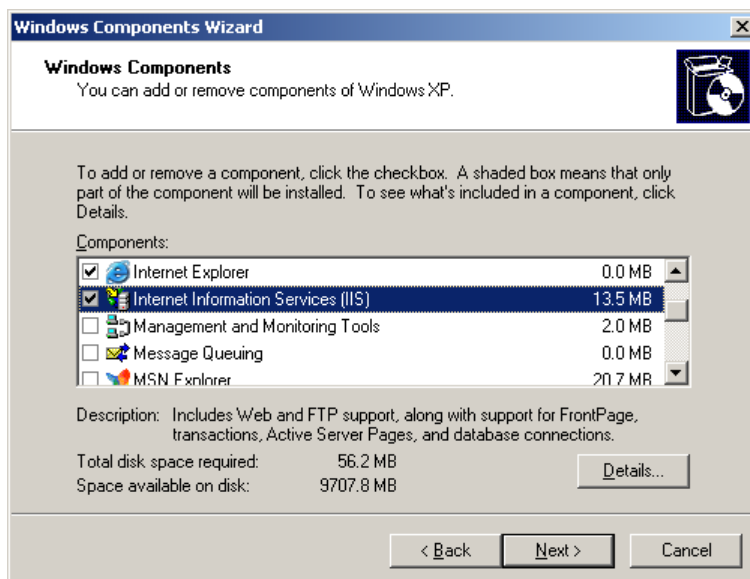 Windows Components Wizard
Windows Components
You can add or remove components of Windows XP.
To add or remove a component, click the checkbox. A shaded box means that only
part of the component will be installed. To see what's included in a component, click
Details.
Components:
Internet Explorer 0.0 MB
Internet Information Services (IIS) 13.5 MB
Management and Monitoring Tools 2.0 MB
Message Queuing 0.0 MB
MSN Explorer 20.7 MB
Description: Includes Web and FTP support, along with support for FrontPage,
transactions, Active Server Pages, and database connections.
Total disk space required: 56.2 MB
Space available on disk: 9707.8 MB
Details...
< Back Next > Cancel